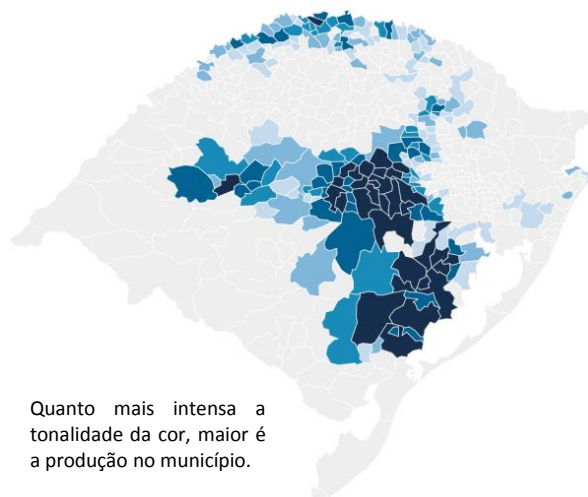 Quanto mais intensa a
tonalidade da cor, maior é
a produção no município.